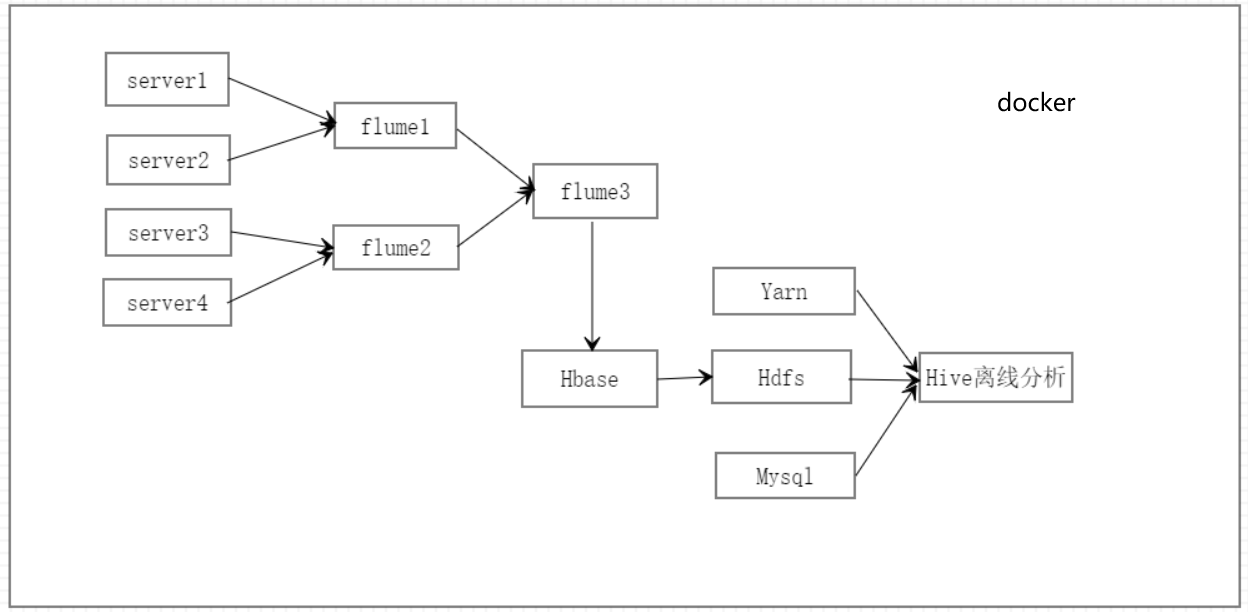 server1
docker
flume1
server2
flume3
server3
flume2
server4
Yarn
Hbase
Hdfs
Hive离线分析
Mysql